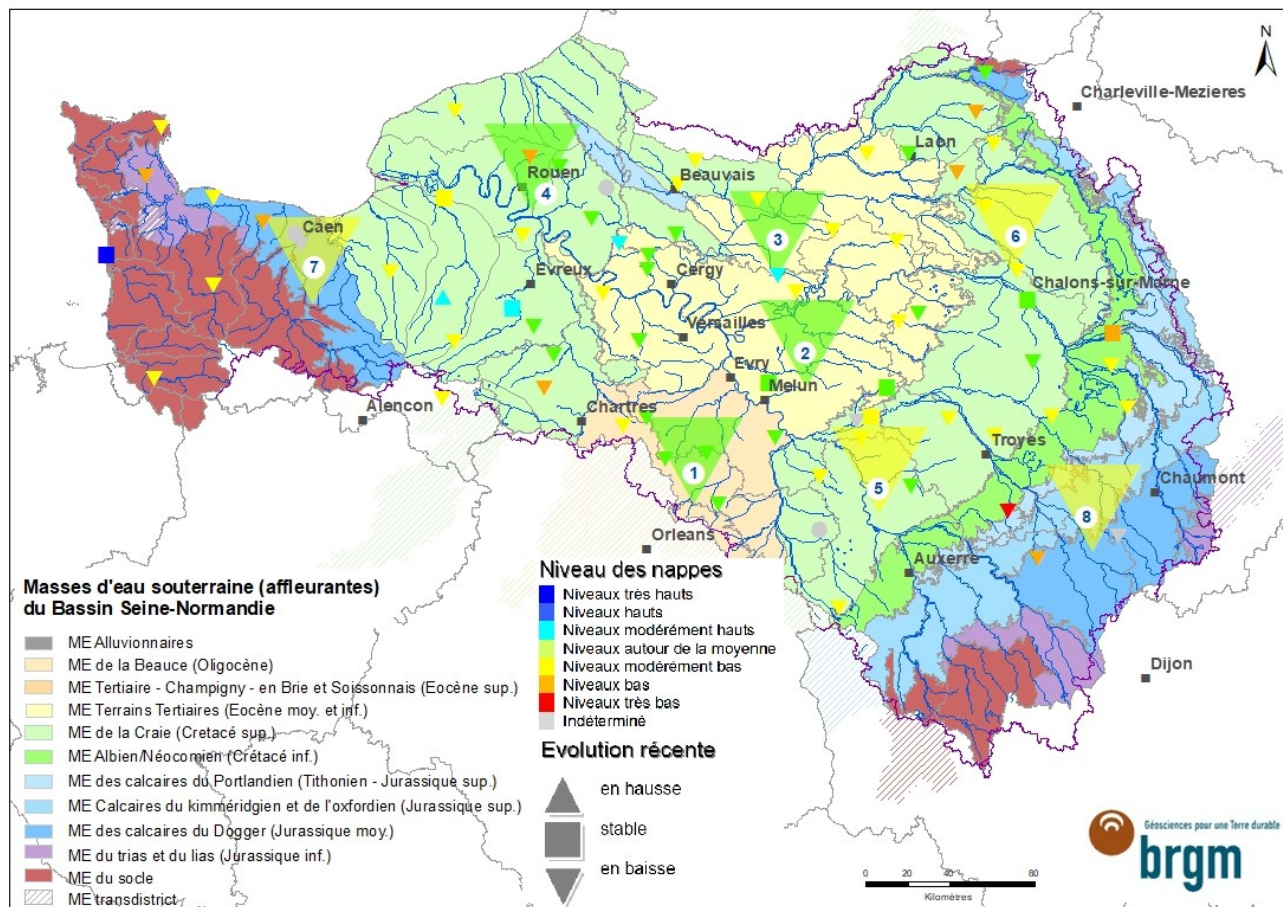 N
Charleville-Mezieres
Laon
Rouen
Beauvais
4
3
6
Caen
7
Evreux
Cergy
Chalons-sur-Marne
Versailles
2
Evry
Melun
Alencon
Chartres
Troyes
1
5
Chaumont
8
Orleans
Auxerre
Dijon
Masses d'eau souterraine (affleurantes)
du Bassin Seine-Normandie
ME Alluvionnaires
ME de la Beauce (Oligocène)
ME Tertiaire - Champigny - en Brie et Soissonnais (Eocène sup.)
ME Terrains Tertiaires (Eocène moy. et inf.)
ME de la Craie (Cretacé sup.)
ME Albien/Néocomien (Crétacé inf.)
ME des calcaires du Portlandien (Tithonien - Jurassique sup.)
ME Calcaires du kimméridgien et de l'oxfordien (Jurassique sup.)
ME des calcaires du Dogger (Jurassique moy.)
ME du trias et du lias (Jurassique inf.)
ME du socle
ME transdistrict
Niveau des nappes
Niveaux très hauts
Niveaux hauts
Niveaux modérément hauts
Niveaux autour de la moyenne
Niveaux modérément bas
Niveaux bas
Niveaux très bas
Indéterminé
Evolution récente
en hausse
stable
en baisse
0 20 40 60 80
Kilomètres
Géosciences pour une Terre durable
brgm